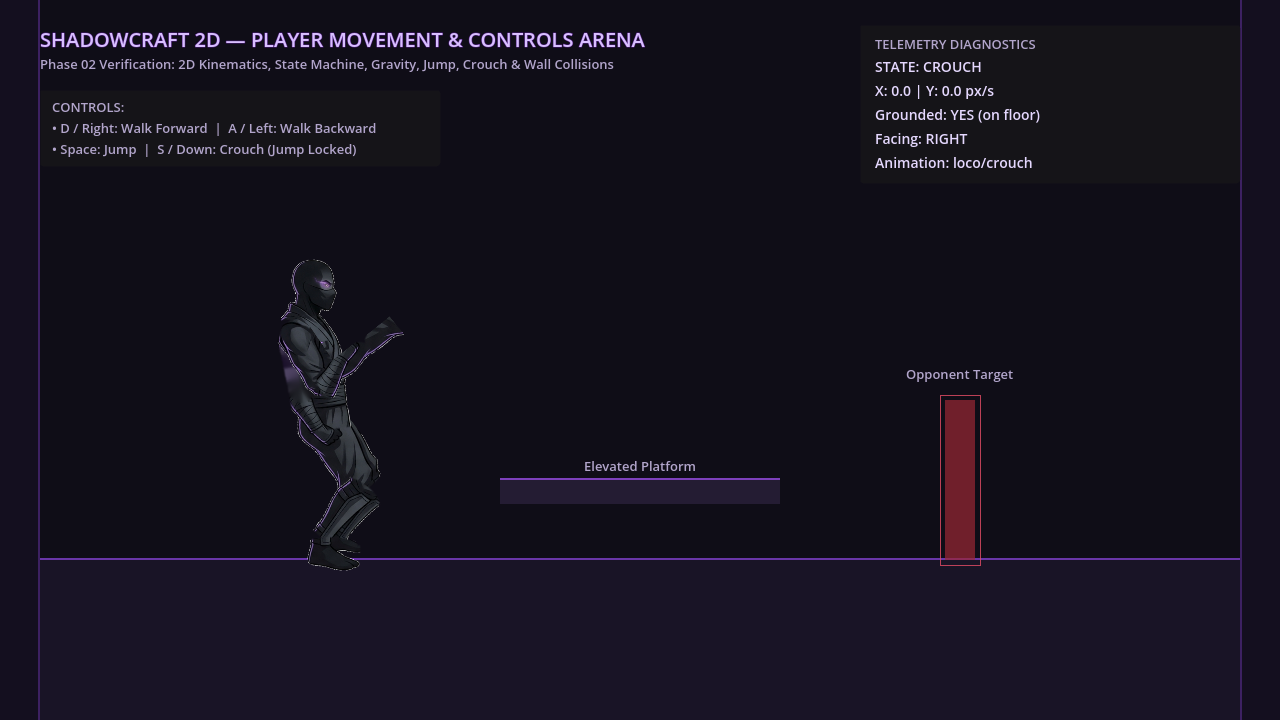 SHADOWCRAFT 2D — PLAYER MOVEMENT & CONTROLS ARENA
Phase 02 Verification: 2D Kinematics, State Machine, Gravity, Jump, Crouch & Wall Collisions
CONTROLS:
• D / Right: Walk Forward | A / Left: Walk Backward
• Space: Jump | S / Down: Crouch (Jump Locked)
TELEMETRY DIAGNOSTICS
STATE: CROUCH
X: 0.0 | Y: 0.0 px/s
Grounded: YES (on floor)
Facing: RIGHT
Animation: loco/crouch
Opponent Target
Elevated Platform